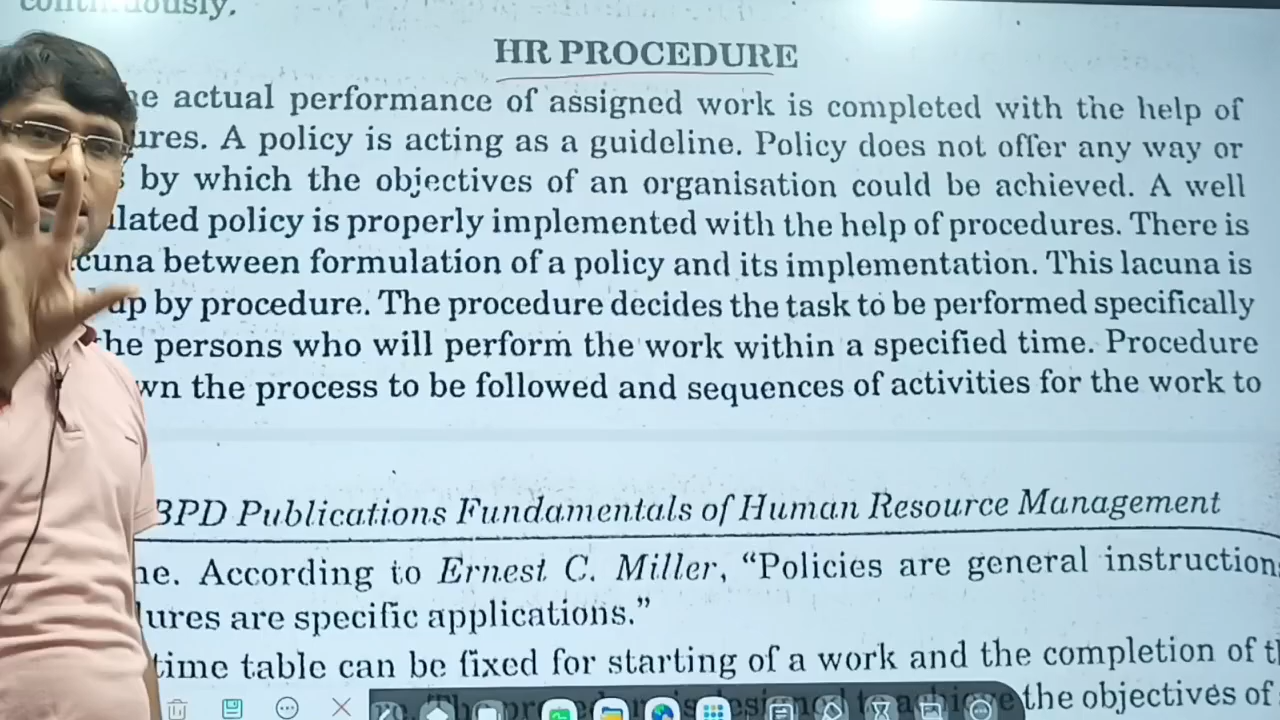 continuously.
HR PROCEDURE
he actual performance of assigned work is completed with the help of
ures. A policy is acting as a guideline. Policy does not offer any way or
by which the objectives of an organisation could be achieved. A well
lated policy is properly implemented with the help of procedures. There is
cuna between formulation of a policy and its implementation. This lacuna is
up by procedure. The procedure decides the task to be performed specifically
the persons who will perform the work within a specified time. Procedure
wn the process to be followed and sequences of activities for the work to
BPD Publications Fundamentals of Human Resource Management
ne. According to Ernest C. Miller, “Policies are general instructions
ures are specific applications.”
time table can be fixed for starting of a work and the completion of
the objectives of